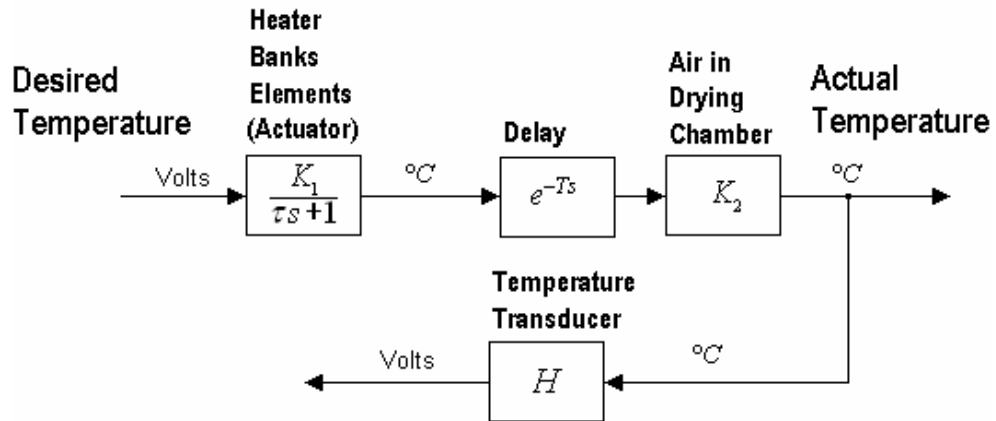 Heater
Banks
Elements
(Actuator)
Desired
Temperature
Delay
Air in
Drying
Chamber
Actual
Temperature
Volts
K₁
τs+1
°C
e^{-Ts}
K₂
°C
Temperature
Transducer
Volts
H
°C